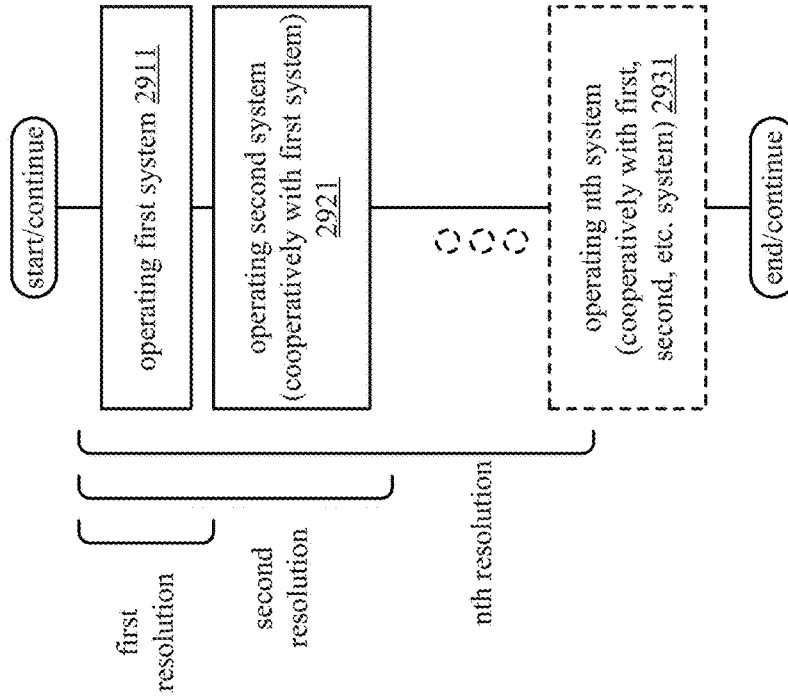 start/continue
operating first system 2911
operating second system
(cooperatively with first system)
2921
operating nth system
(cooperatively with first,
second, etc. system) 2931
end/continue
first
resolution
second
resolution
nth resolution